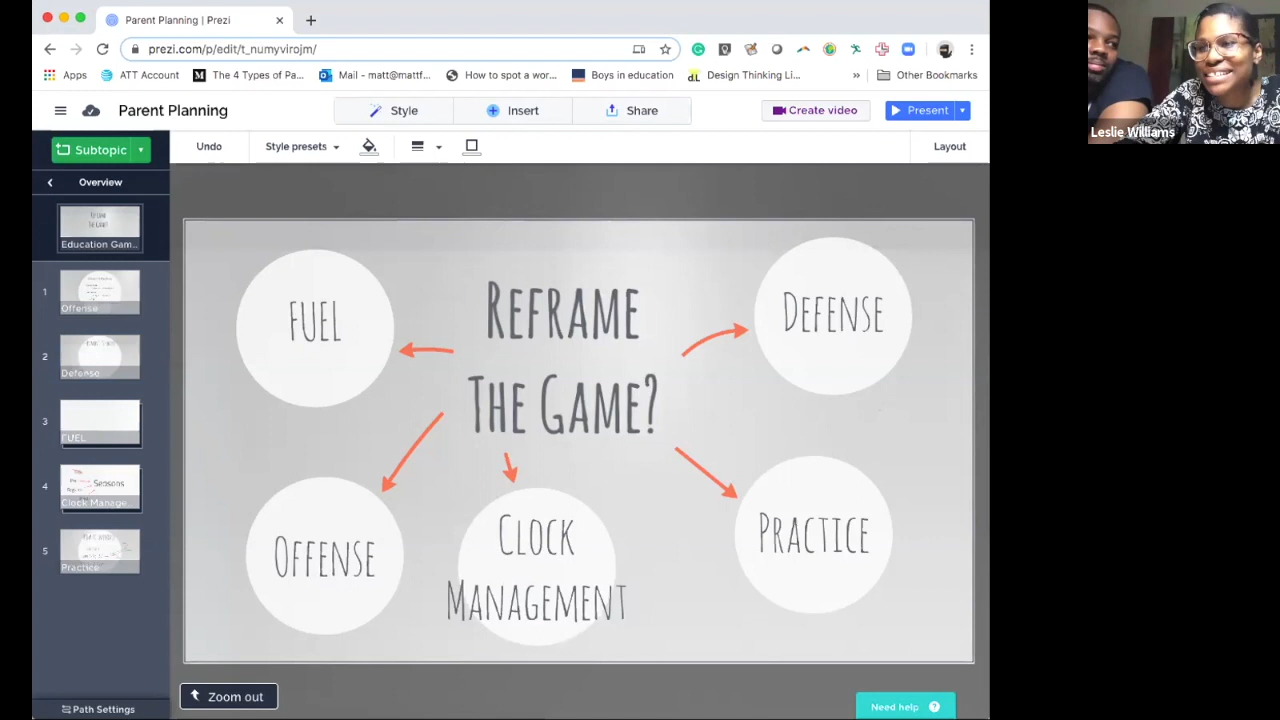 Parent Planning | Prezi
prezi.com/p/edit/t_numyvirojm/
Apps
ATT Account
The 4 Types of Pa...
Mail - matt@mattf...
How to spot a wor...
Boys in education
Design Thinking Li...
Other Bookmarks
Parent Planning
Style
Insert
Share
Create video
Present
Subtopic
Undo
Style presets
Layout
Overview
Education Gam...
1
Offense
2
Defense
3
FUEL
4
Seasons
Clock Manage...
5
Practice
Path Settings
FUEL
REFRAME
THE GAME?
DEFENSE
OFFENSE
CLOCK
MANAGEMENT
PRACTICE
Zoom out
Need help ?
Leslie Williams